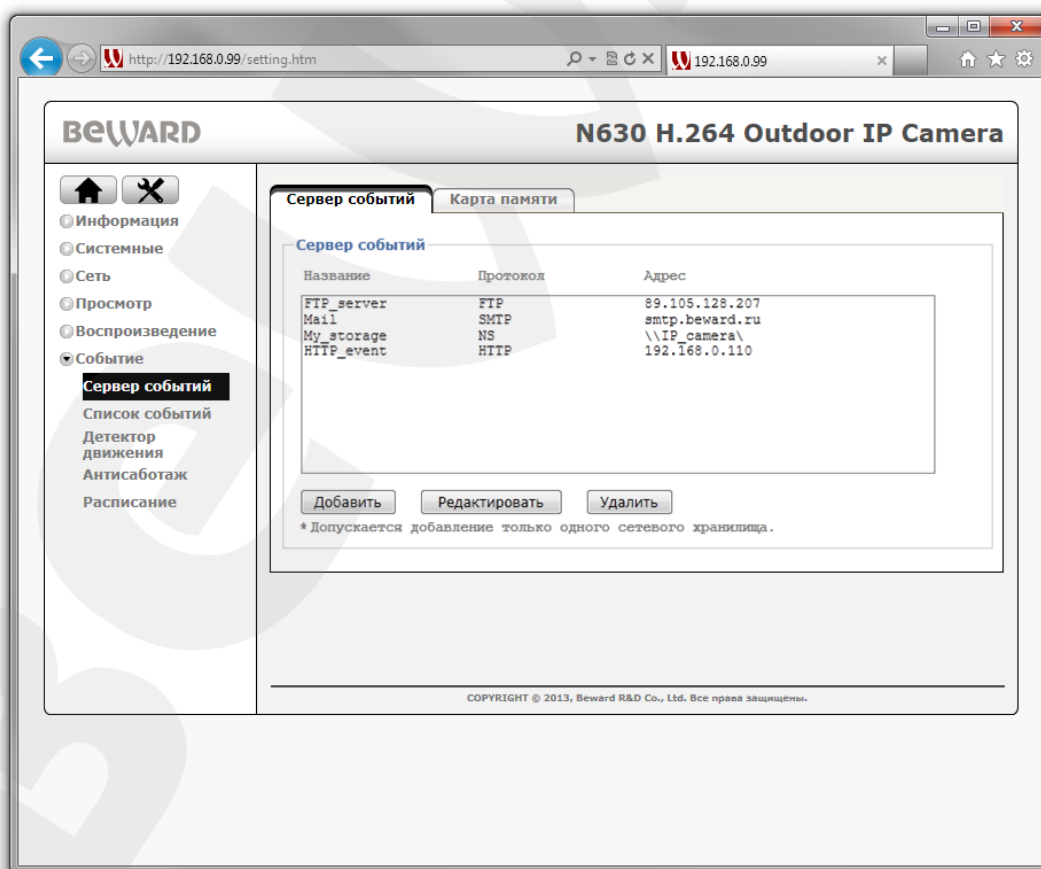 http://192.168.0.99/setting.htm
192.168.0.99
BEWARD
N630 H.264 Outdoor IP Camera
Информация
Системные
Сеть
Просмотр
Воспроизведение
Событие
Сервер событий
Список событий
Детектор
движения
Антисаботаж
Расписание
Сервер событий Карта памяти
Сервер событий
Название Протокол Адрес
FTP_server FTP 89.105.128.207
Mail SMTP smtp.beward.ru
My_storage NS \\IP_camera\
HTTP_event HTTP 192.168.0.110
Добавить Редактировать Удалить
*Допускается добавление только одного сетевого хранилища.
COPYRIGHT © 2013, Beward R&D Co., Ltd. Все права защищены.